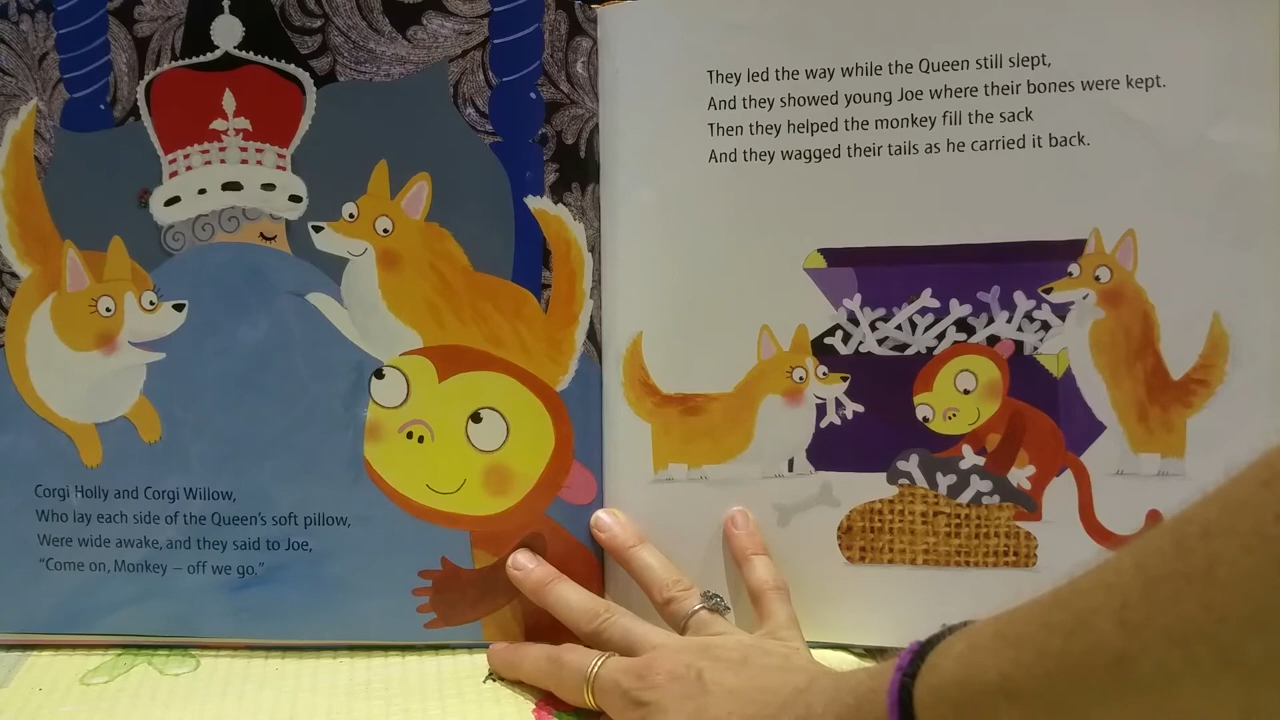 Corgi Holly and Corgi Willow,
Who lay each side of the Queen's soft pillow,
Were wide awake, and they said to Joe,
“Come on, Monkey – off we go.”
They led the way while the Queen still slept,
And they showed young Joe where their bones were kept.
Then they helped the monkey fill the sack
And they wagged their tails as he carried it back.